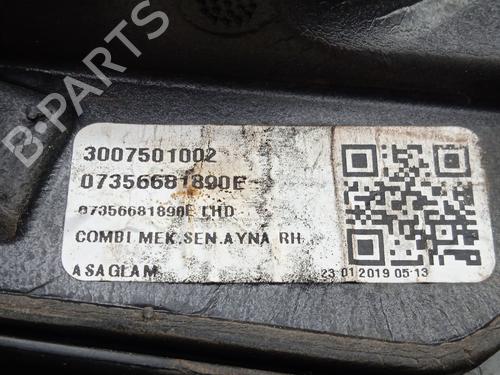 B-PARTS
3007501002
07356681890E
07356681890E LHD
COMBI MEK.SEN.AYNA RH
ASAGLAM
23 01 2019 05:13